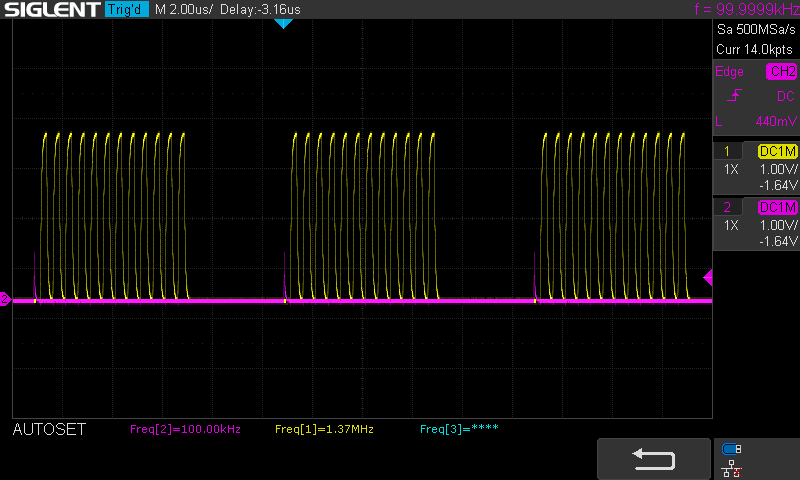 SIGLENT Trig'd M 2.00us/ Delay:-3.16us f = 99.9999kHz
Sa 500MSa/s
Curr 14.0kpts
Edge CH2
DC
L 440mV
1 DC1M
1X 1.00V/
-1.64V
2 DC1M
1X 1.00V/
-1.64V
2
AUTOSET Freq[2]=100.00kHz Freq[1]=1.37MHz Freq[3]=****